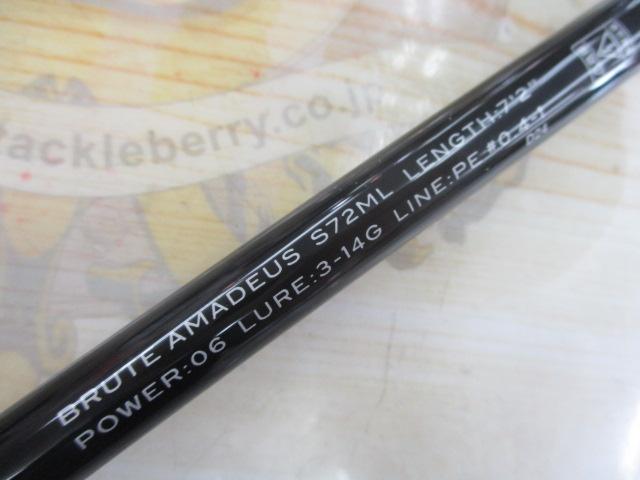 tackleberry.co.jp
BRUTE AMADEUS S72ML LENGTH:7'2"
POWER:06 LURE:3-14G LINE:PE-#0.4-1